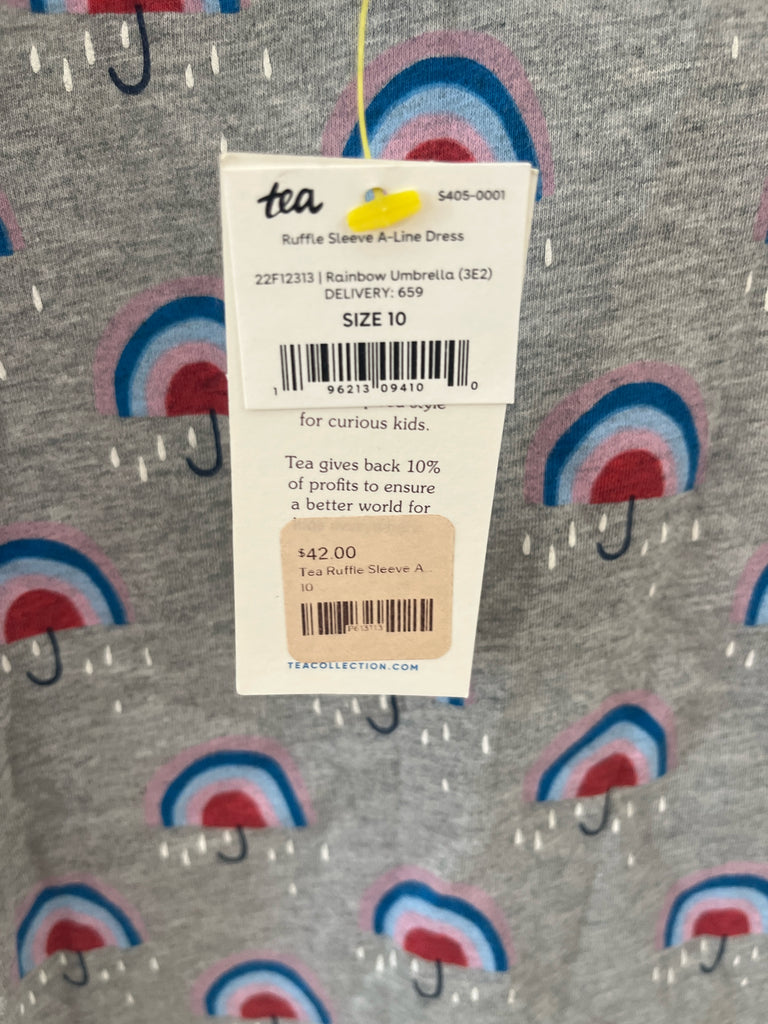 tea
S405-0001
Ruffle Sleeve A-Line Dress
22F12313 | Rainbow Umbrella (3E2)
DELIVERY: 659
SIZE 10
1 96213 09410 0
style
for curious kids.
Tea gives back 10%
of profits to ensure
a better world for
$42.00
Tea Ruffle Sleeve A...
10
TEACOLLECTION.COM